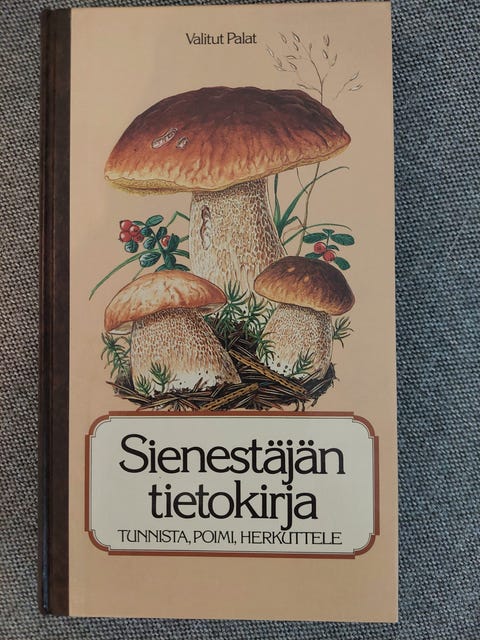 Valitut Palat
Sienestäjän
tietokirja
TUNNISTA, POIMI, HERKUTTELE